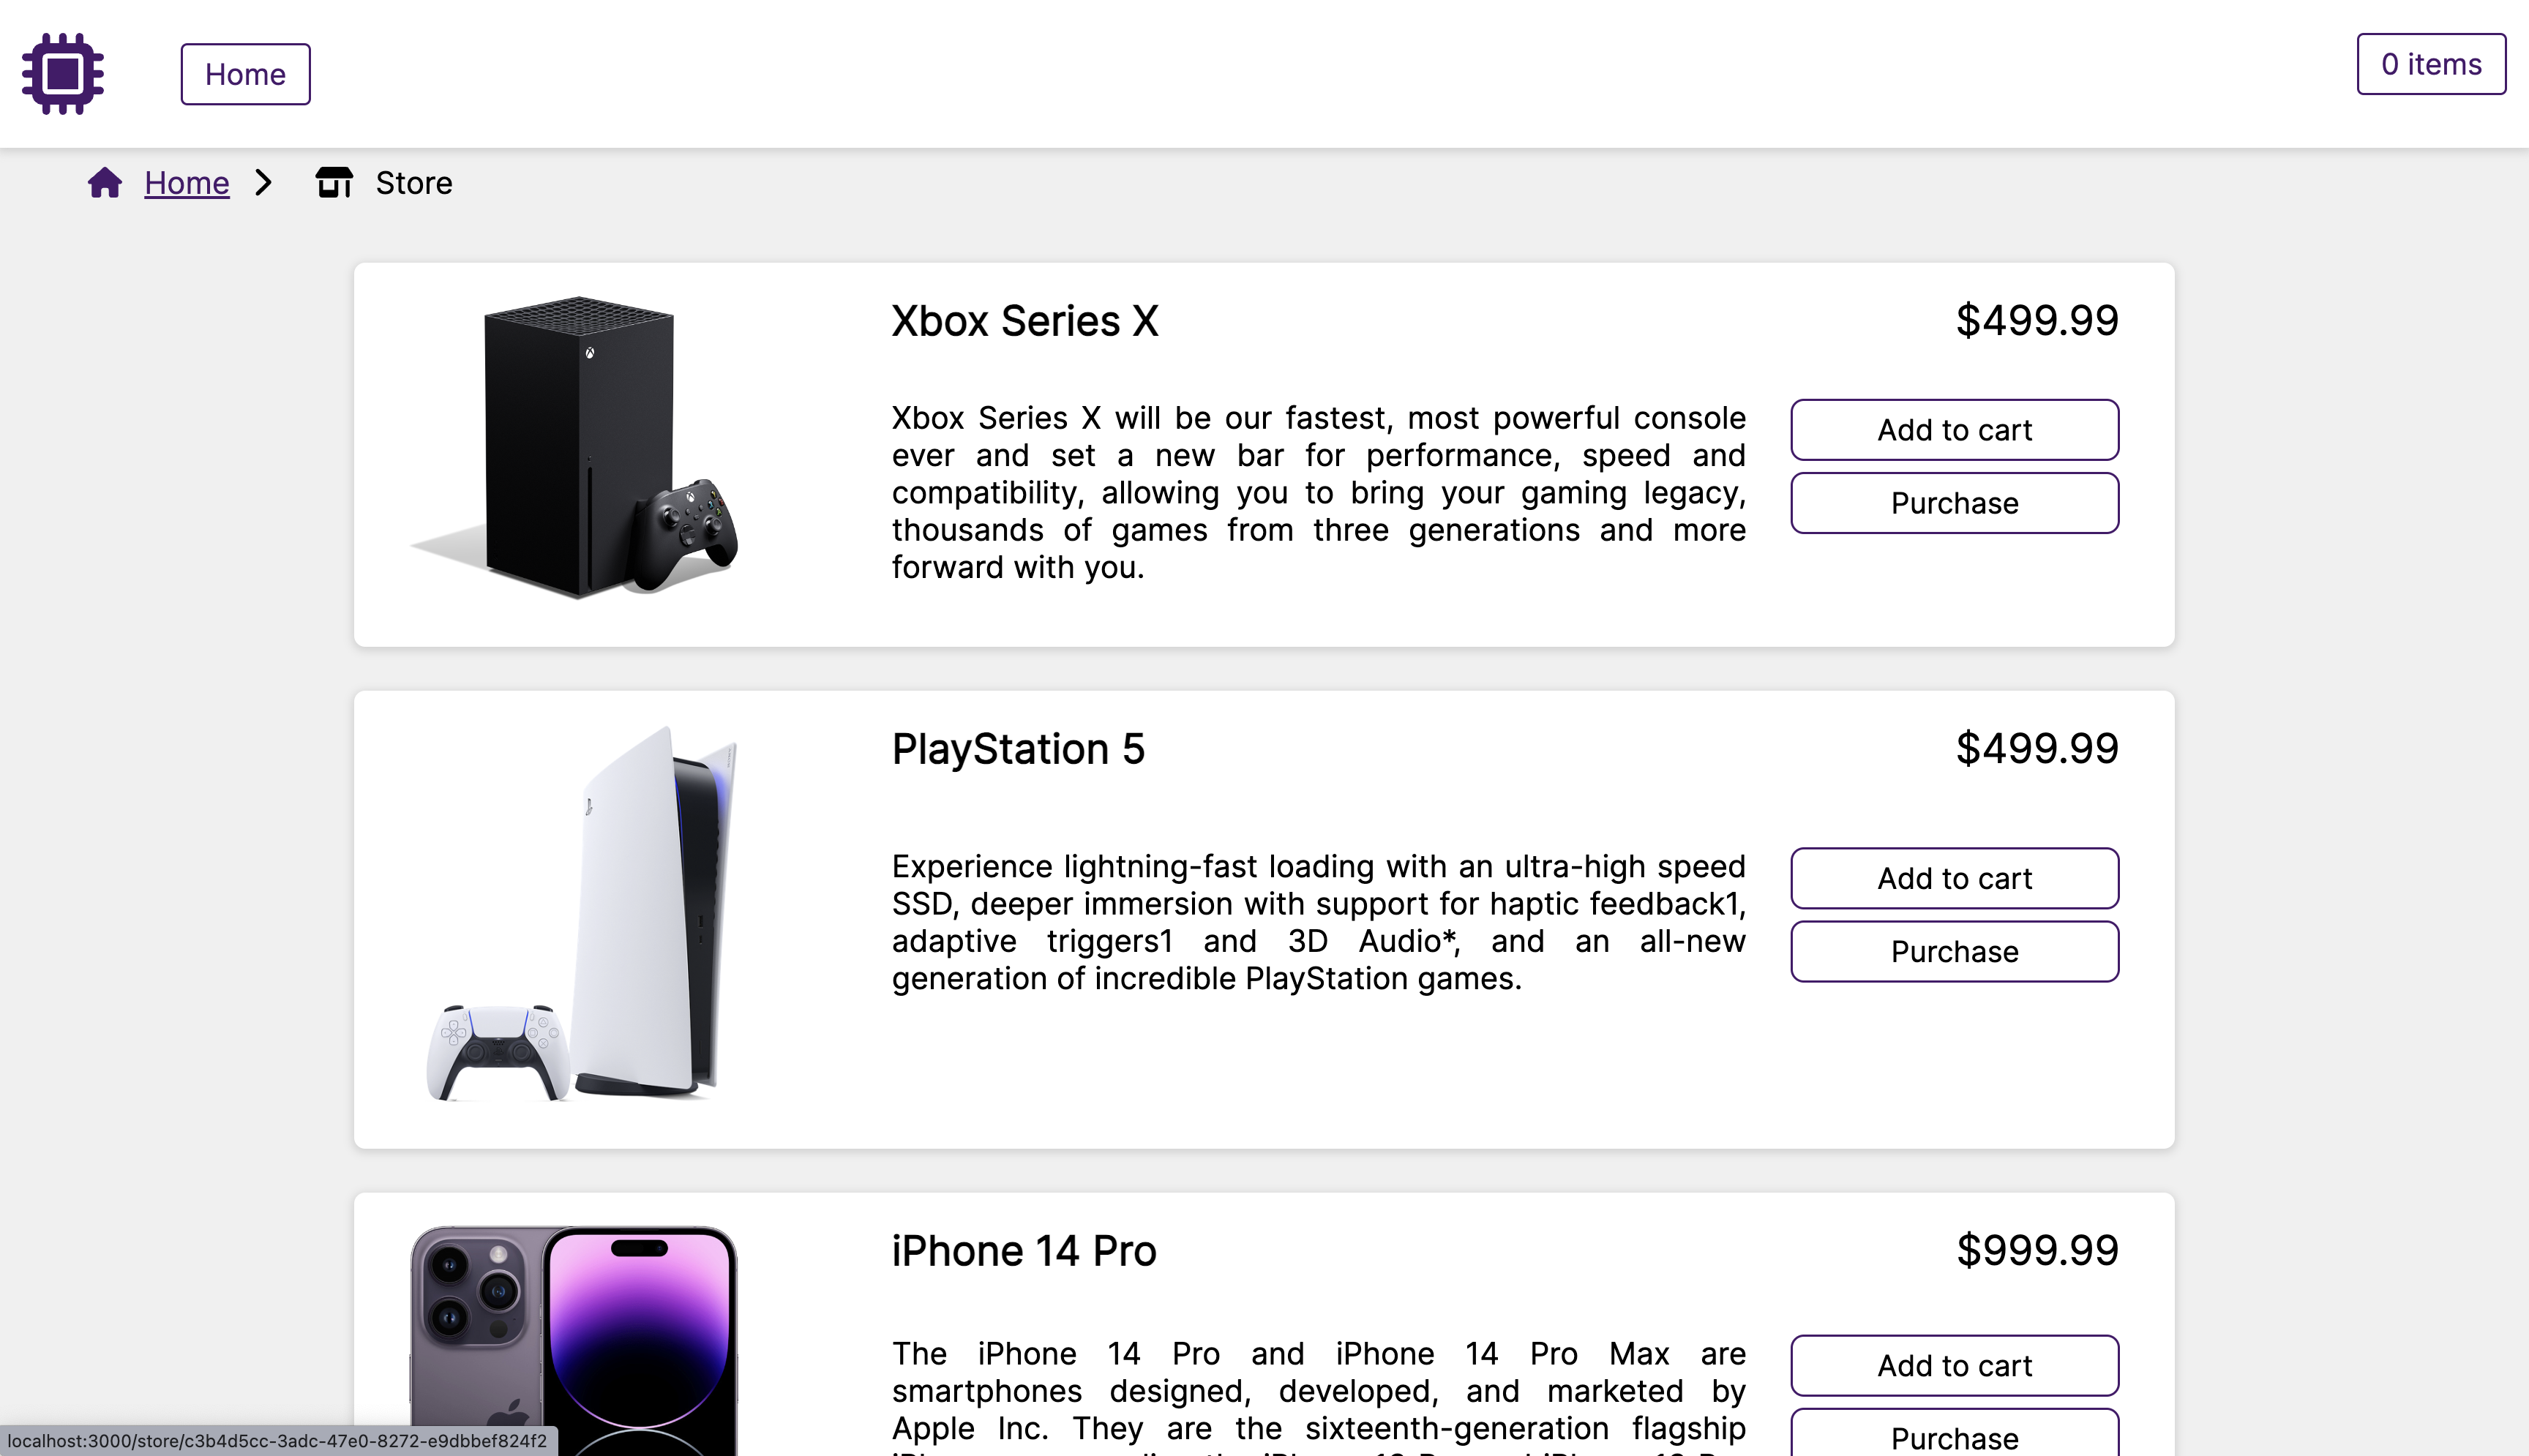 Home
0 items
Home
Store
Xbox Series X
$499.99
Xbox Series X will be our fastest, most powerful console
ever and set a new bar for performance, speed and
compatibility, allowing you to bring your gaming legacy,
thousands of games from three generations and more
forward with you.
Add to cart
Purchase
PlayStation 5
$499.99
Experience lightning-fast loading with an ultra-high speed
SSD, deeper immersion with support for haptic feedback1,
adaptive triggers1 and 3D Audio*, and an all-new
generation of incredible PlayStation games.
Add to cart
Purchase
iPhone 14 Pro
$999.99
The iPhone 14 Pro and iPhone 14 Pro Max are
smartphones designed, developed, and marketed by
Apple Inc. They are the sixteenth-generation flagship
Add to cart
Purchase
localhost:3000/store/c3b4d5cc-3adc-47e0-8272-e9dbbef824f2